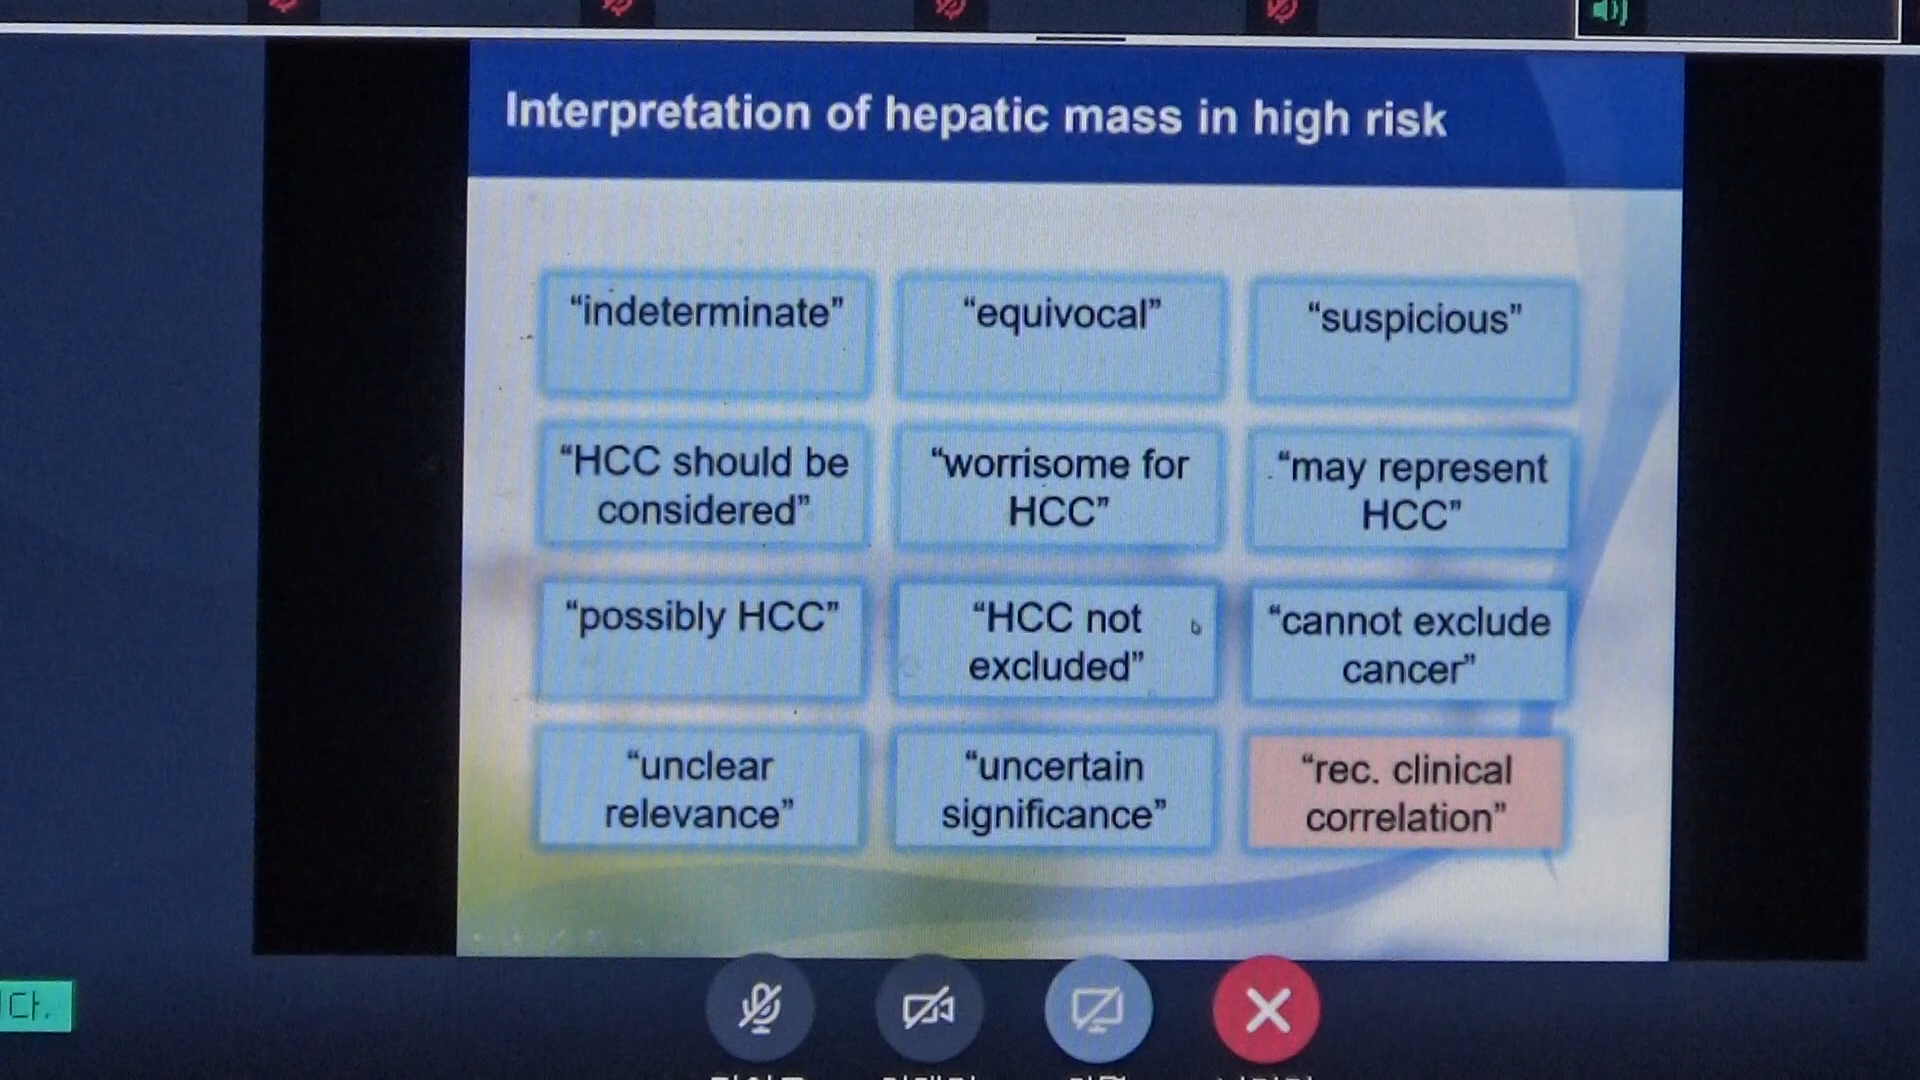 Interpretation of hepatic mass in high risk
“indeterminate”
“equivocal”
“suspicious”
“HCC should be
considered”
“worrisome for
HCC”
“may represent
HCC”
“possibly HCC”
“HCC not
excluded”
“cannot exclude
cancer”
“unclear
relevance”
“uncertain
significance”
“rec. clinical
correlation”
다.